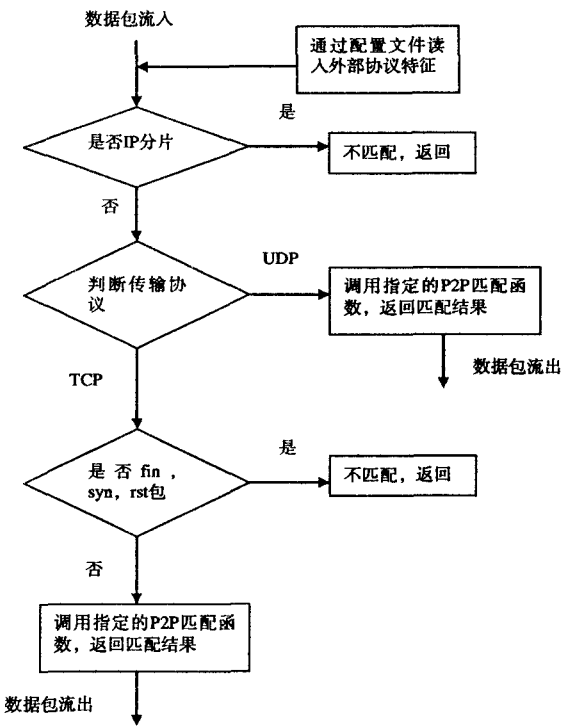 数据包流入
通过配置文件读
入外部协议特征
是否IP分片
是
不匹配，返回
否
判断传输协
议
UDP
调用指定的P2P匹配函
数，返回匹配结果
数据包流出
TCP
是 否 fin ，
syn，rst包
是
不匹配，返回
否
调用指定的P2P匹配函
数，返回匹配结果
数据包流出